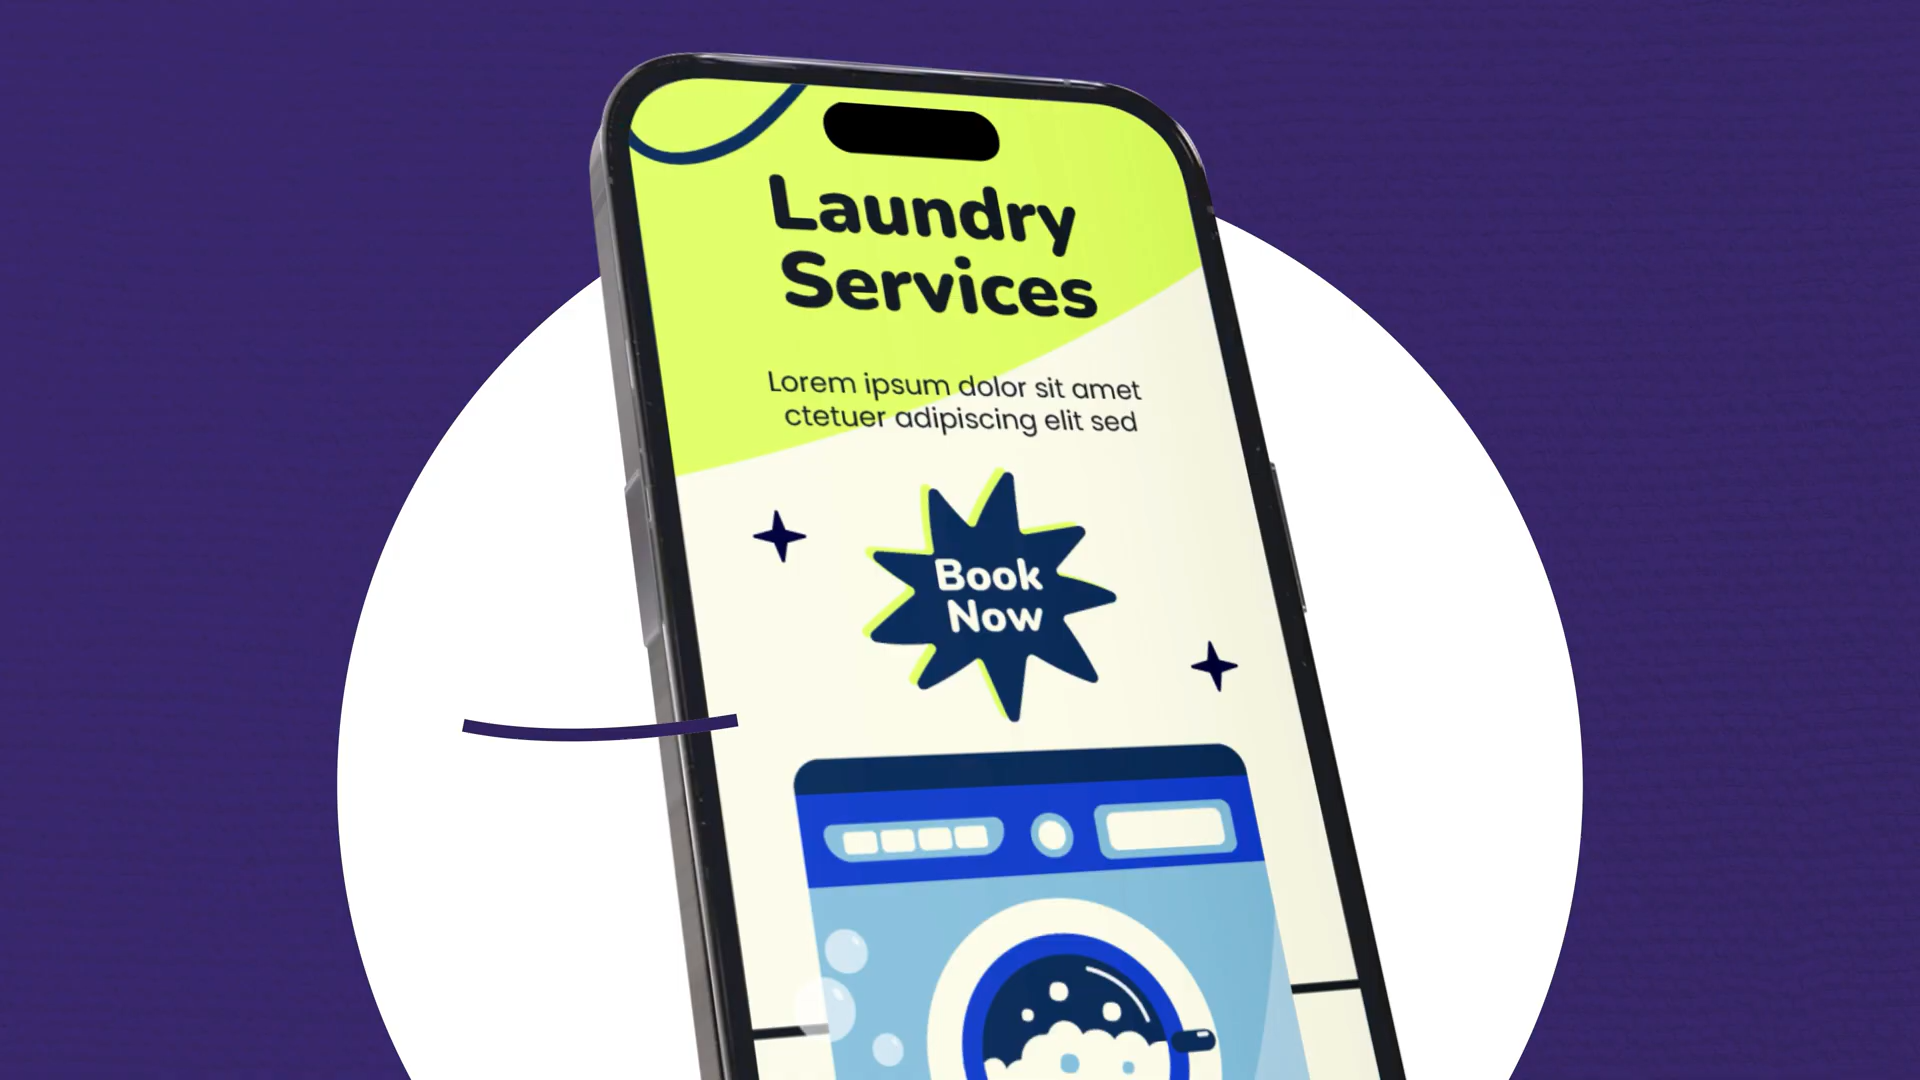 Laundry
Services
Lorem ipsum dolor sit amet
ctetuer adipiscing elit sed
Book
Now